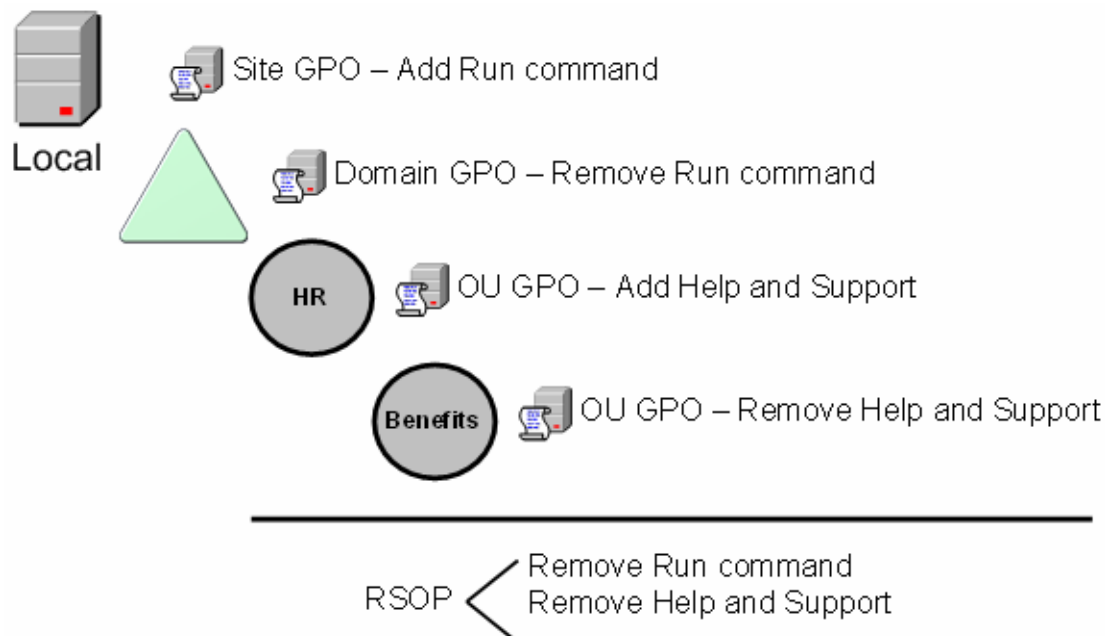 Local
Site GPO – Add Run command
Domain GPO – Remove Run command
HR
OU GPO – Add Help and Support
Benefits
OU GPO – Remove Help and Support
RSOP
Remove Run command
Remove Help and Support